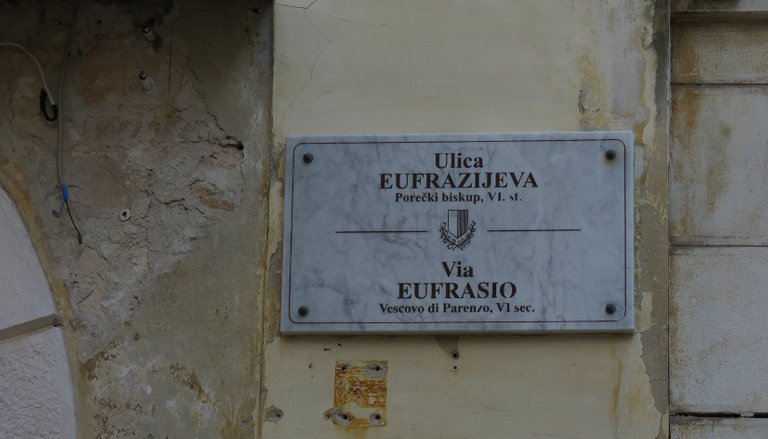 Ulica
EUFRAZIJEVA
Porečki biskup, VI. st.
Via
EUFRASIO
Vescovo di Parenzo, VI sec.